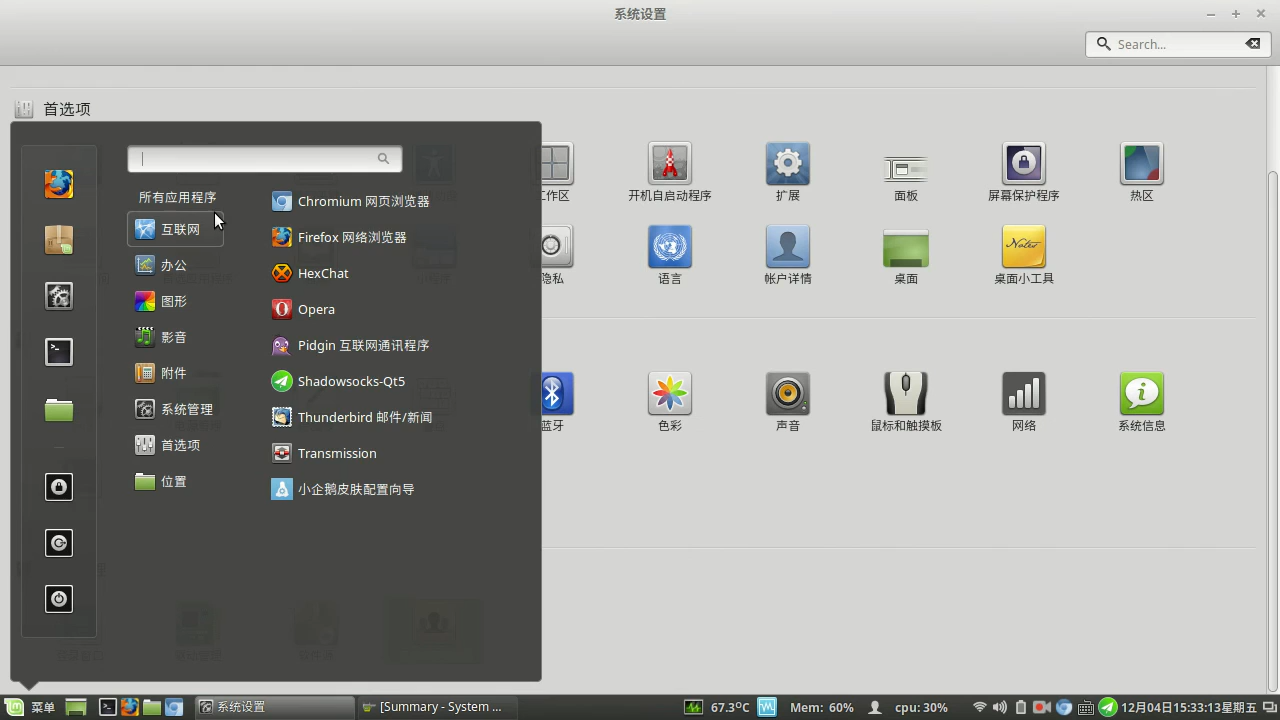 系统设置
Search...
首选项
所有应用程序
互联网
办公
图形
影音
附件
系统管理
首选项
位置
Chromium 网页浏览器
Firefox 网络浏览器
HexChat
Opera
Pidgin 互联网通讯程序
Shadowsocks-Qt5
Thunderbird 邮件/新闻
Transmission
小企鹅皮肤配置向导
工作区
开机自启动程序
扩展
面板
屏幕保护程序
热区
隐私
语言
帐户详情
桌面
桌面小工具
蓝牙
色彩
声音
鼠标和触摸板
网络
系统信息
菜单
系统设置
[Summary - System ...
67.3ºC
Mem: 60%
cpu: 30%
12月04日15:33:13星期五